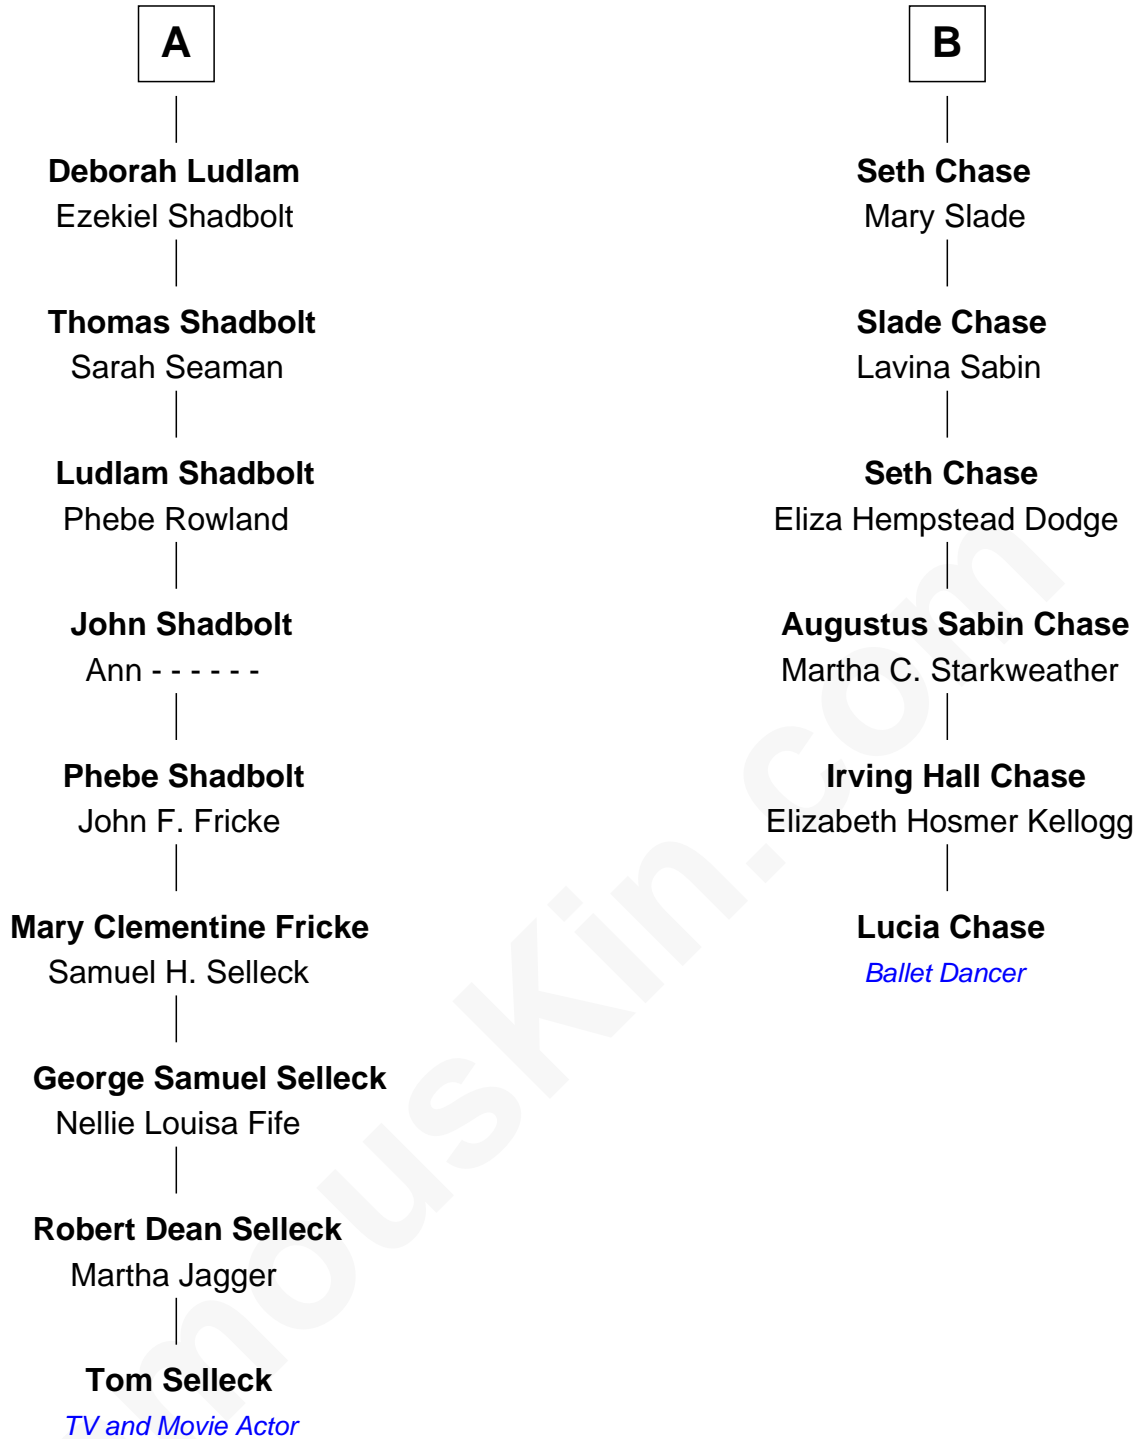 A
Deborah Ludlam
Ezekiel Shadbolt
Thomas Shadbolt
Sarah Seaman
Ludlam Shadbolt
Phebe Rowland
John Shadbolt
Ann - - - - - -
Phebe Shadbolt
John F. Fricke
Mary Clementine Fricke
Samuel H. Selleck
George Samuel Selleck
Nellie Louisa Fife
Robert Dean Selleck
Martha Jagger
Tom Selleck
TV and Movie Actor
B
Seth Chase
Mary Slade
Slade Chase
Lavina Sabin
Seth Chase
Eliza Hempstead Dodge
Augustus Sabin Chase
Martha C. Starkweather
Irving Hall Chase
Elizabeth Hosmer Kellogg
Lucia Chase
Ballet Dancer
mouskin.com